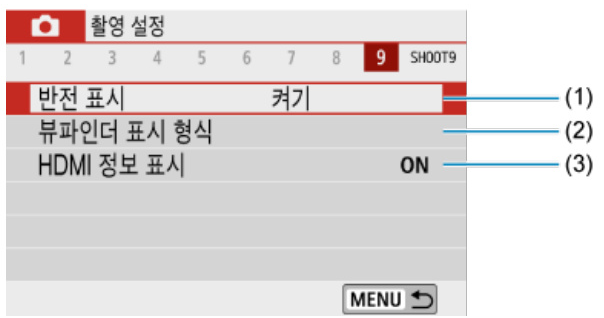 촬영 설정
1 2 3 4 5 6 7 8 9 SHOOT9
반전 표시 켜기 (1)
뷰파인더 표시 형식 (2)
HDMI 정보 표시 ON (3)
MENU